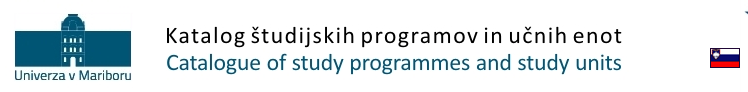 Katalog študijskih programov in učnih enot
Catalogue of study programmes and study units
Univerza v Mariboru